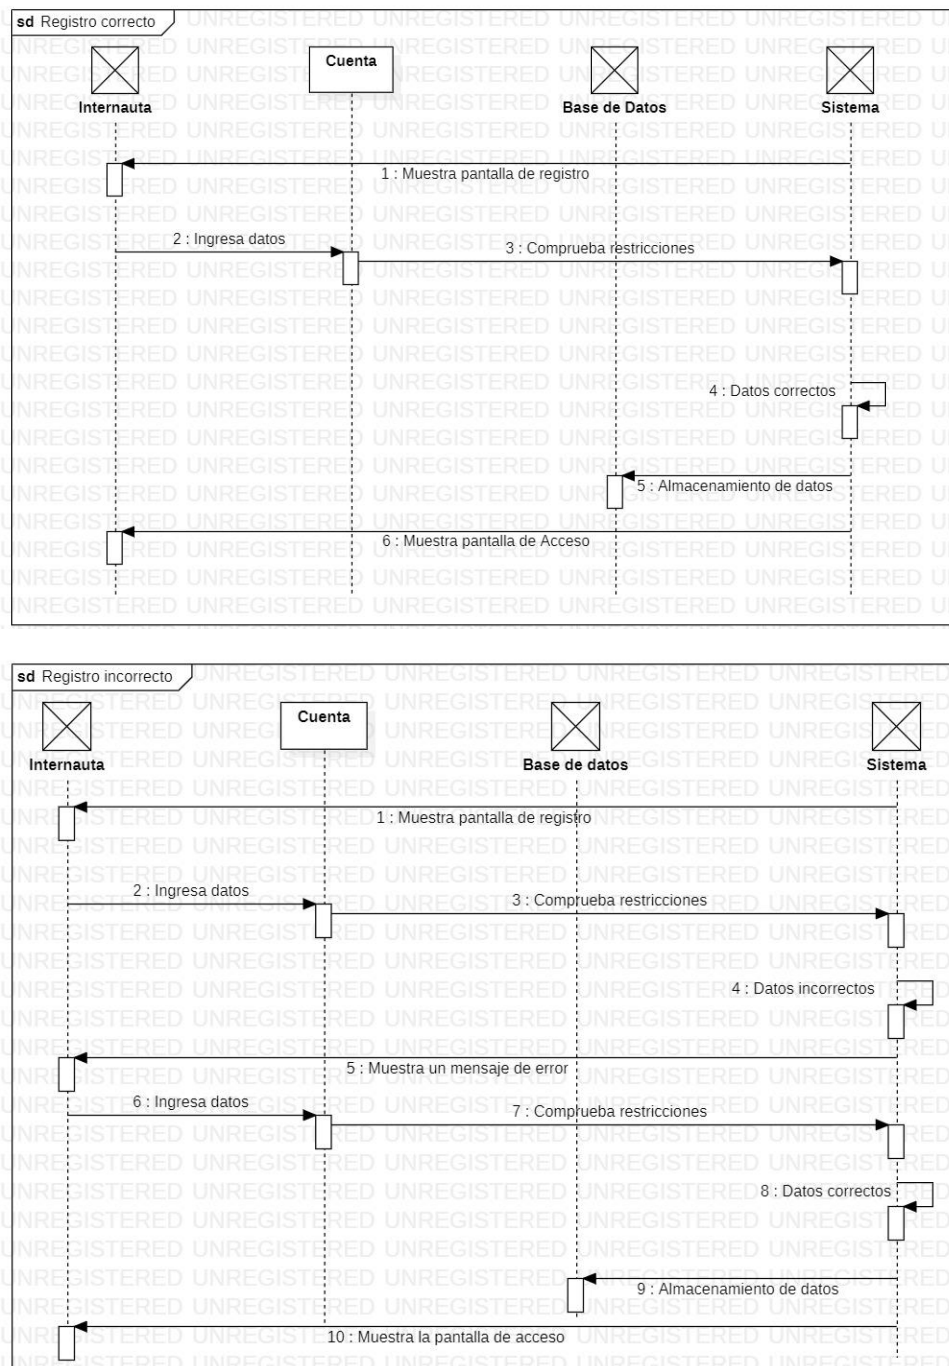 sd Registro correcto
Internauta
Cuenta
Base de Datos
Sistema
1 : Muestra pantalla de registro
2 : Ingresa datos
3 : Comprueba restricciones
4 : Datos correctos
5 : Almacenamiento de datos
6 : Muestra pantalla de Acceso
sd Registro incorrecto
Internauta
Cuenta
Base de datos
Sistema
1 : Muestra pantalla de registro
2 : Ingresa datos
3 : Comprueba restricciones
4 : Datos incorrectos
5 : Muestra un mensaje de error
6 : Ingresa datos
7 : Comprueba restricciones
8 : Datos correctos
9 : Almacenamiento de datos
10 : Muestra la pantalla de acceso
UNREGISTERED